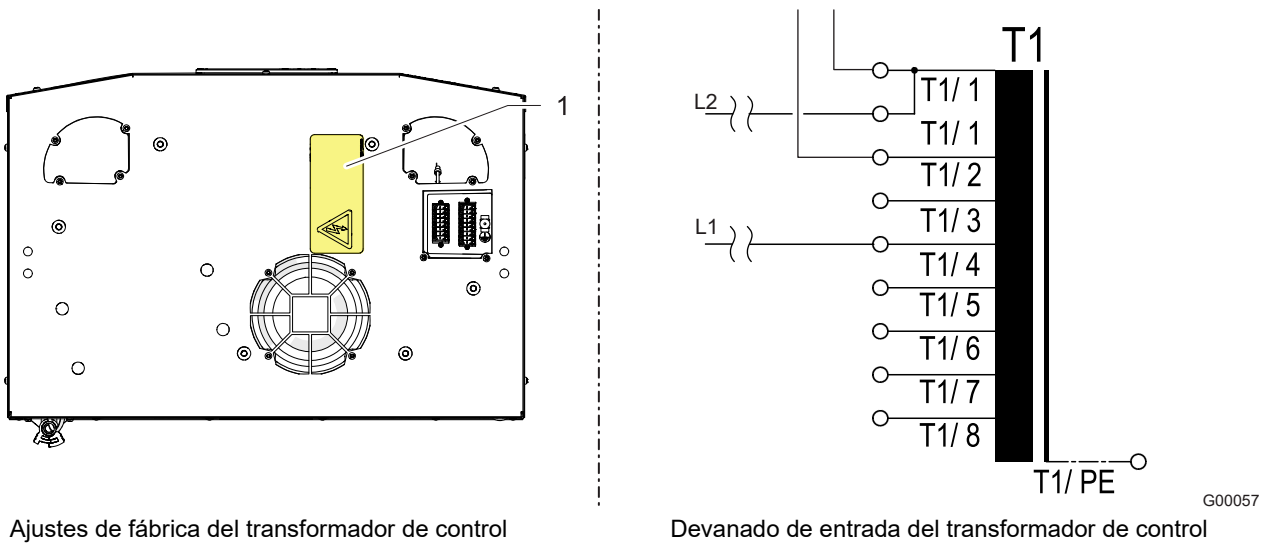 1
Ajustes de fábrica del transformador de control
T1
T1/ 1
L2
T1/ 1
T1/ 2
T1/ 3
L1
T1/ 4
T1/ 5
T1/ 6
T1/ 7
T1/ 8
T1/ PE
G00057
Devanado de entrada del transformador de control